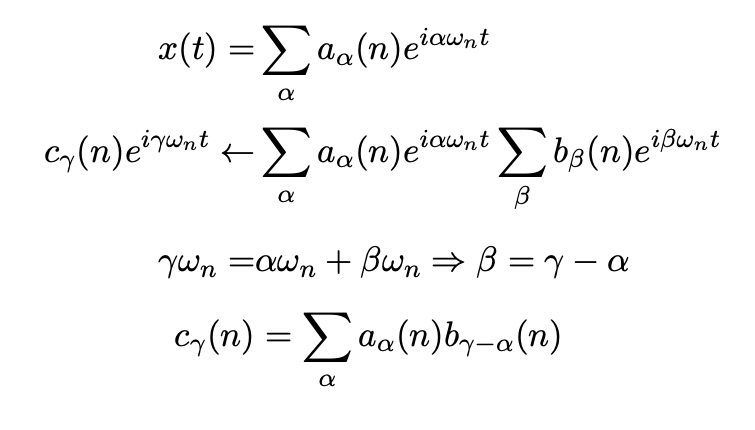 x(t) = ∑_α a_α(n)e^{iαω_n t}
c_γ(n)e^{iγω_n t} ← ∑_α a_α(n)e^{iαω_n t} ∑_β b_β(n)e^{iβω_n t}
γω_n = αω_n + βω_n ⇒ β = γ − α
c_γ(n) = ∑_α a_α(n)b_{γ−α}(n)